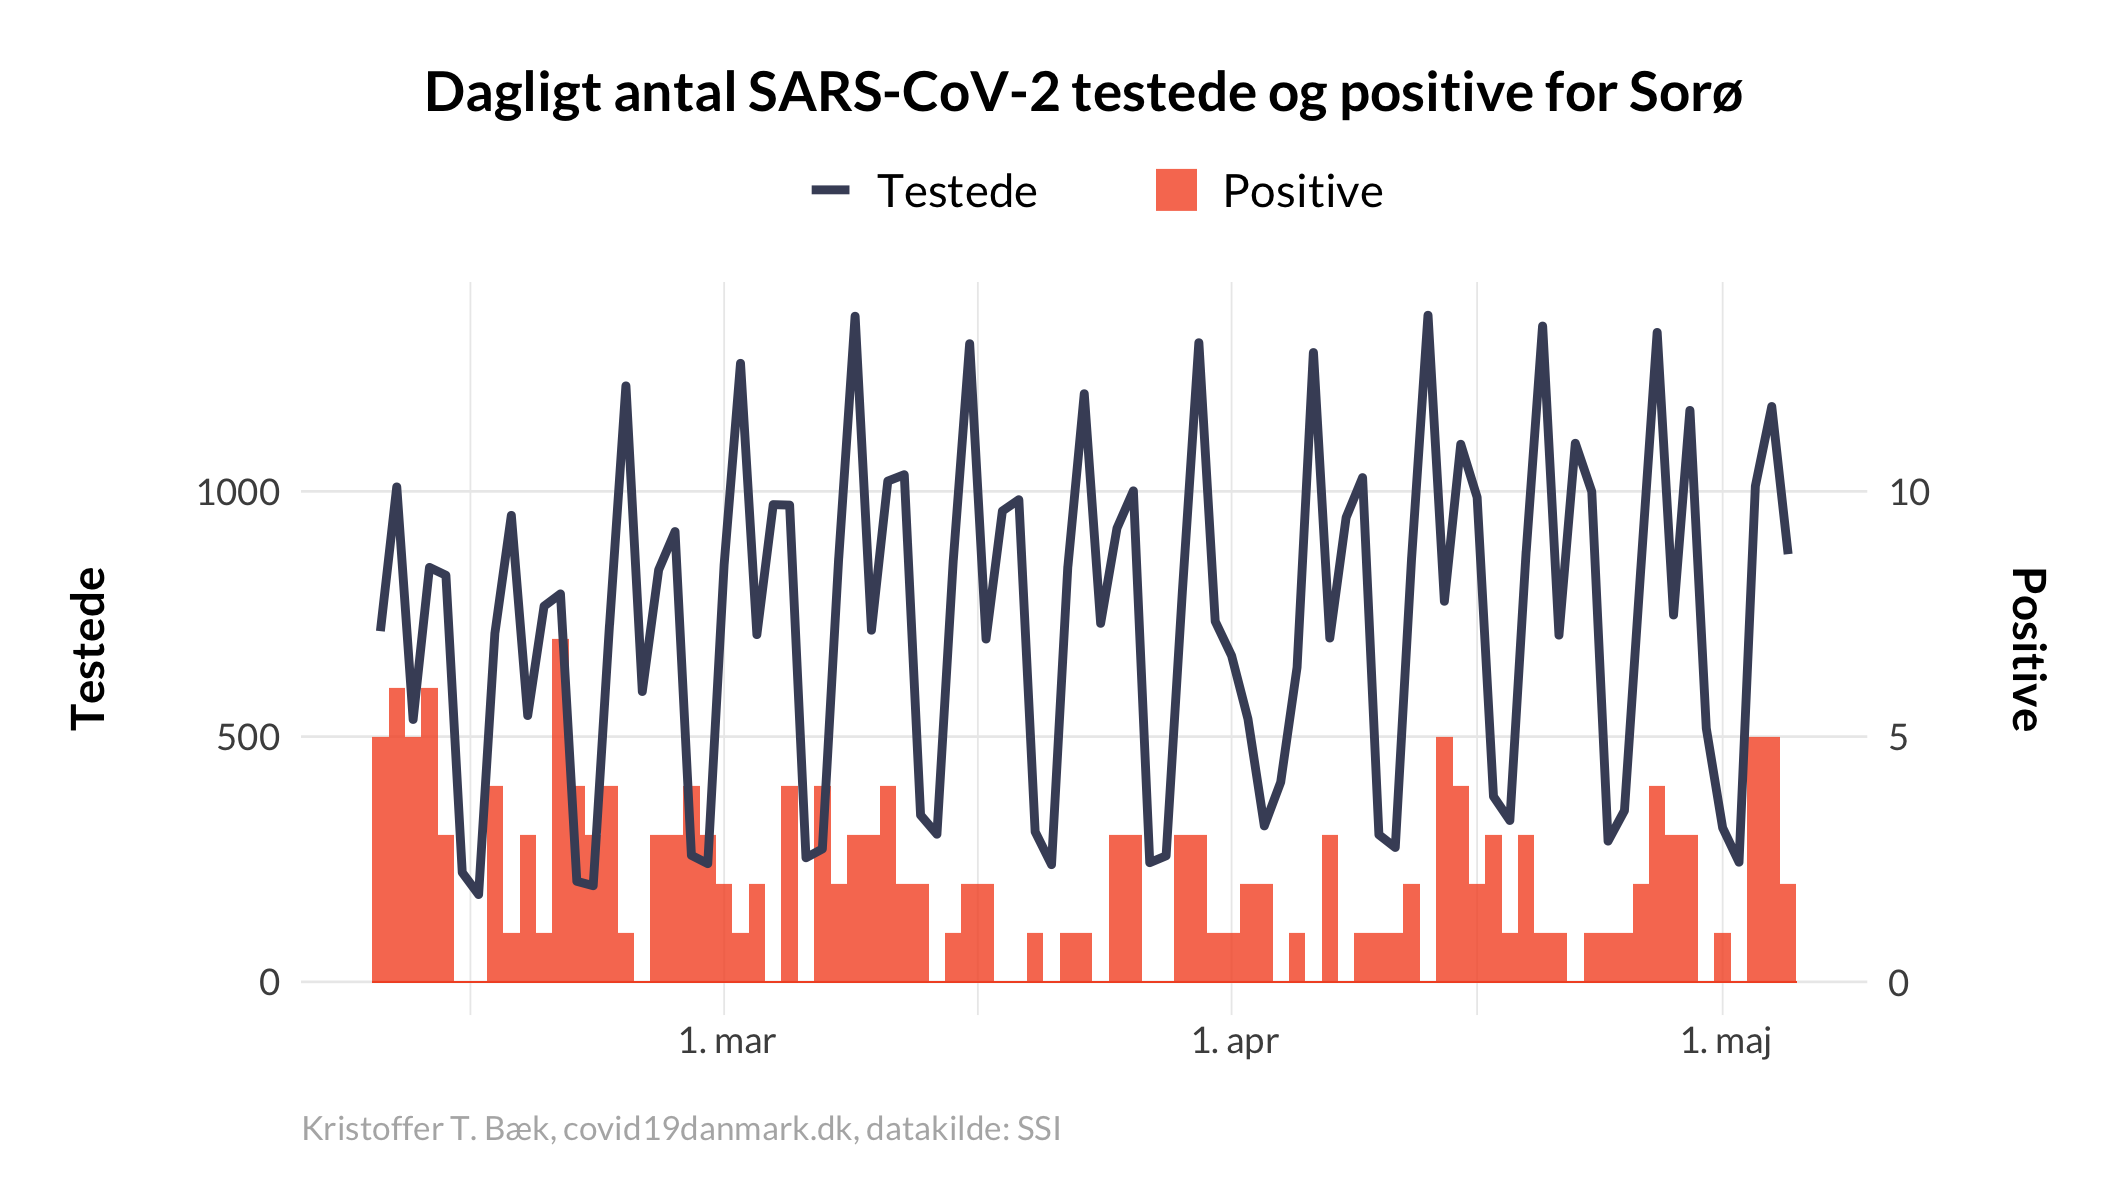 Dagligt antal SARS-CoV-2 testede og positive for Sorø
Testede
Positive
1000
500
0
Testede
10
5
0
Positive
1. mar
1. apr
1. maj
Kristoffer T. Bæk, covid19danmark.dk, datakilde: SSI